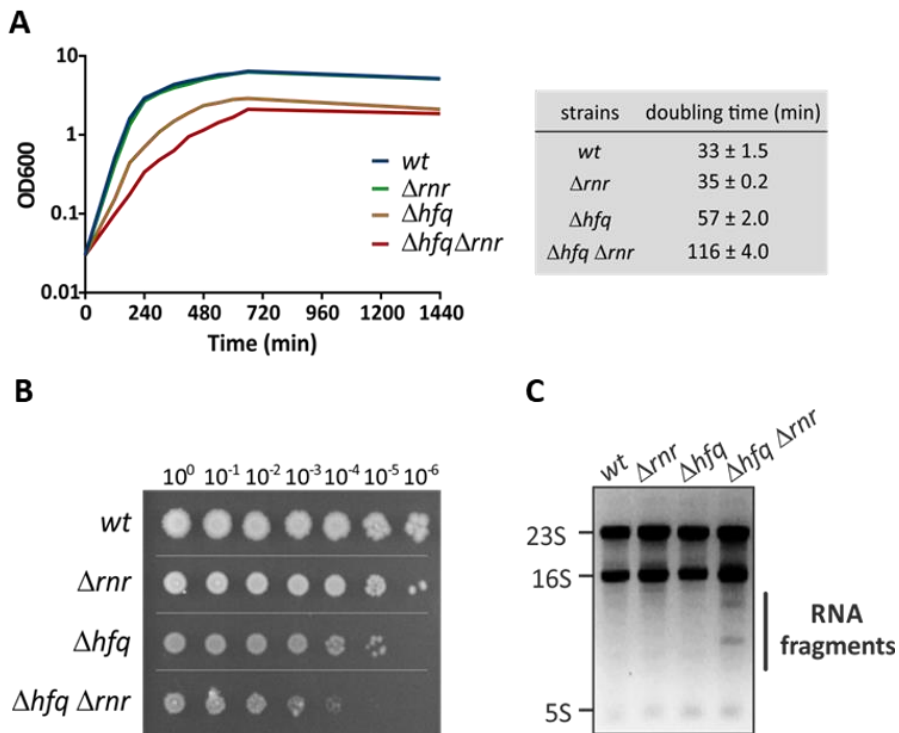 A
10
1
0.1
0.01
OD600
0 240 480 720 960 1200 1440
Time (min)
wt
Δrnr
Δhfq
ΔhfqΔrnr
strains doubling time (min)
wt 33 ± 1.5
Δrnr 35 ± 0.2
Δhfq 57 ± 2.0
Δhfq Δrnr 116 ± 4.0
B
10⁰ 10⁻¹ 10⁻² 10⁻³ 10⁻⁴ 10⁻⁵ 10⁻⁶
wt
Δrnr
Δhfq
Δhfq Δrnr
C
wt Δrnr Δhfq Δhfq Δrnr
23S
16S
5S
RNA
fragments